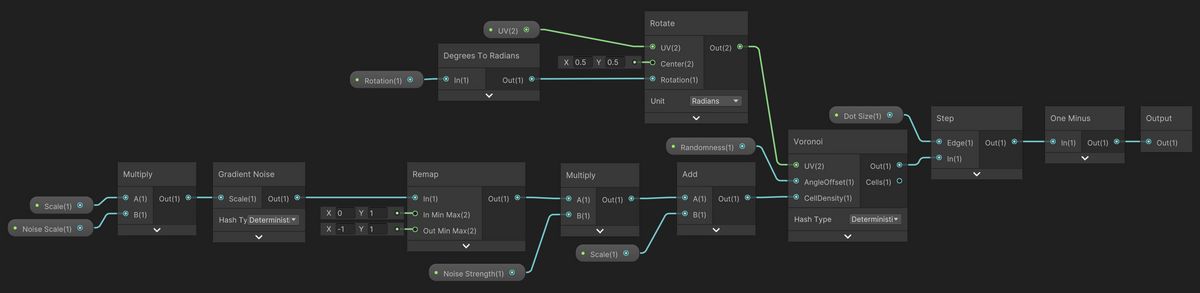 UV(2)
Rotate
UV(2)
Out(2)
X 0.5 Y 0.5
Center(2)
Rotation(1)
Unit
Radians
Degrees To Radians
Rotation(1)
In(1)
Out(1)
Multiply
Scale(1)
Noise Scale(1)
A(1)
Out(1)
B(1)
Gradient Noise
Scale(1)
Out(1)
Hash Ty
Determinist
Remap
In(1)
Out(1)
X 0 Y 1
In Min Max(2)
X -1 Y 1
Out Min Max(2)
Noise Strength(1)
Multiply
A(1)
Out(1)
B(1)
Scale(1)
Add
A(1)
Out(1)
B(1)
Randomness(1)
Voronoi
UV(2)
Out(1)
AngleOffset(1)
Cells(1)
CellDensity(1)
Hash Type
Deterministi
Dot Size(1)
Step
Edge(1)
Out(1)
In(1)
One Minus
In(1)
Out(1)
Output
Out(1)